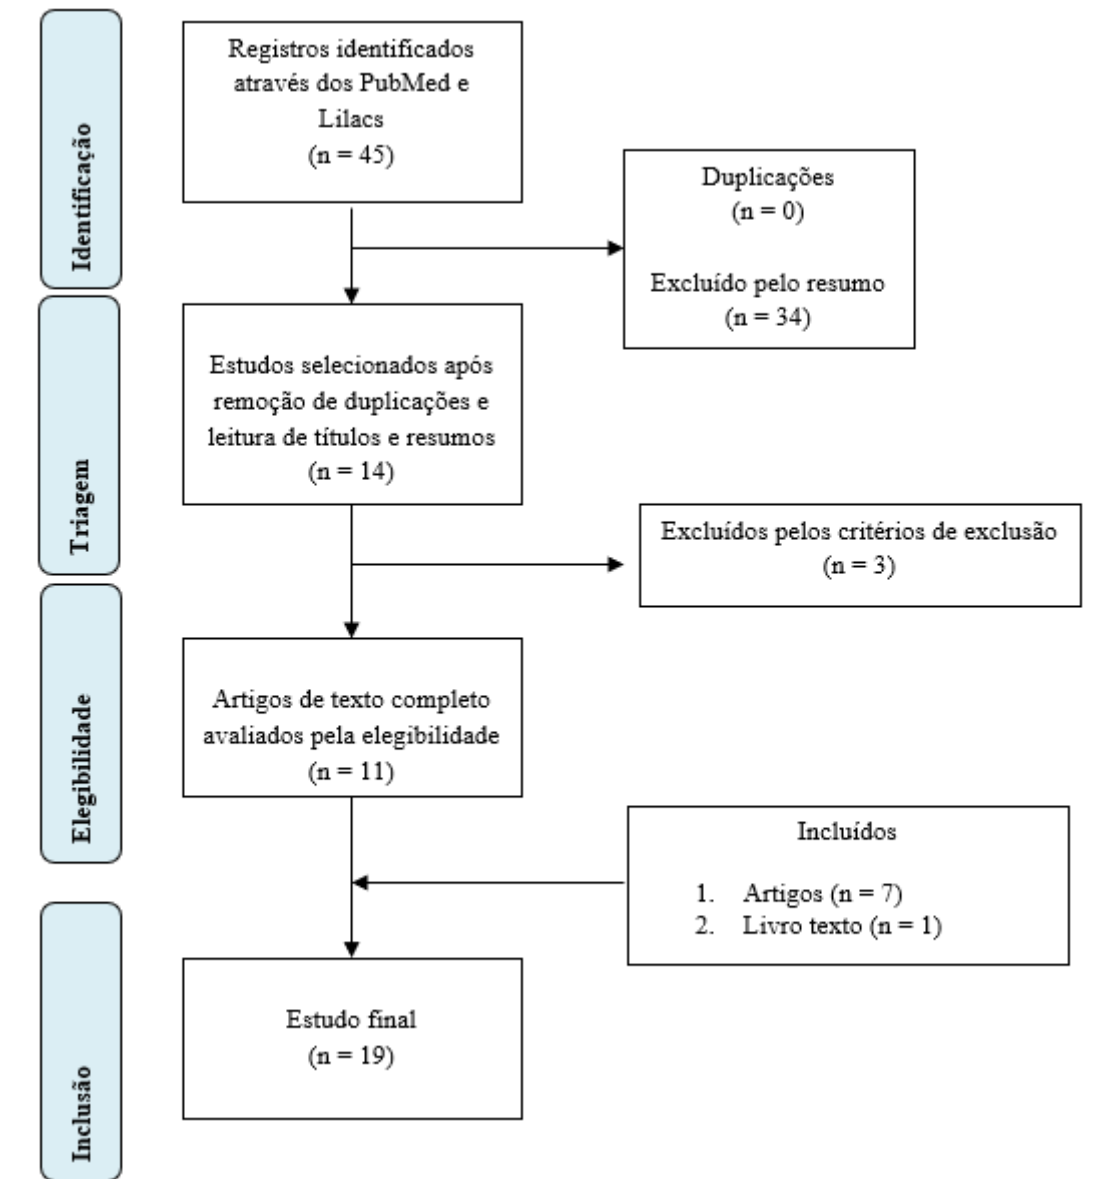 Identificação
Registros identificados
através dos PubMed e
Lilacs
(n = 45)
Duplicações
(n = 0)
Excluído pelo resumo
(n = 34)
Triagem
Estudos selecionados após
remoção de duplicações e
leitura de títulos e resumos
(n = 14)
Excluídos pelos critérios de exclusão
(n = 3)
Elegibilidade
Artigos de texto completo
avaliados pela elegibilidade
(n = 11)
Incluídos
1. Artigos (n = 7)
2. Livro texto (n = 1)
Inclusão
Estudo final
(n = 19)